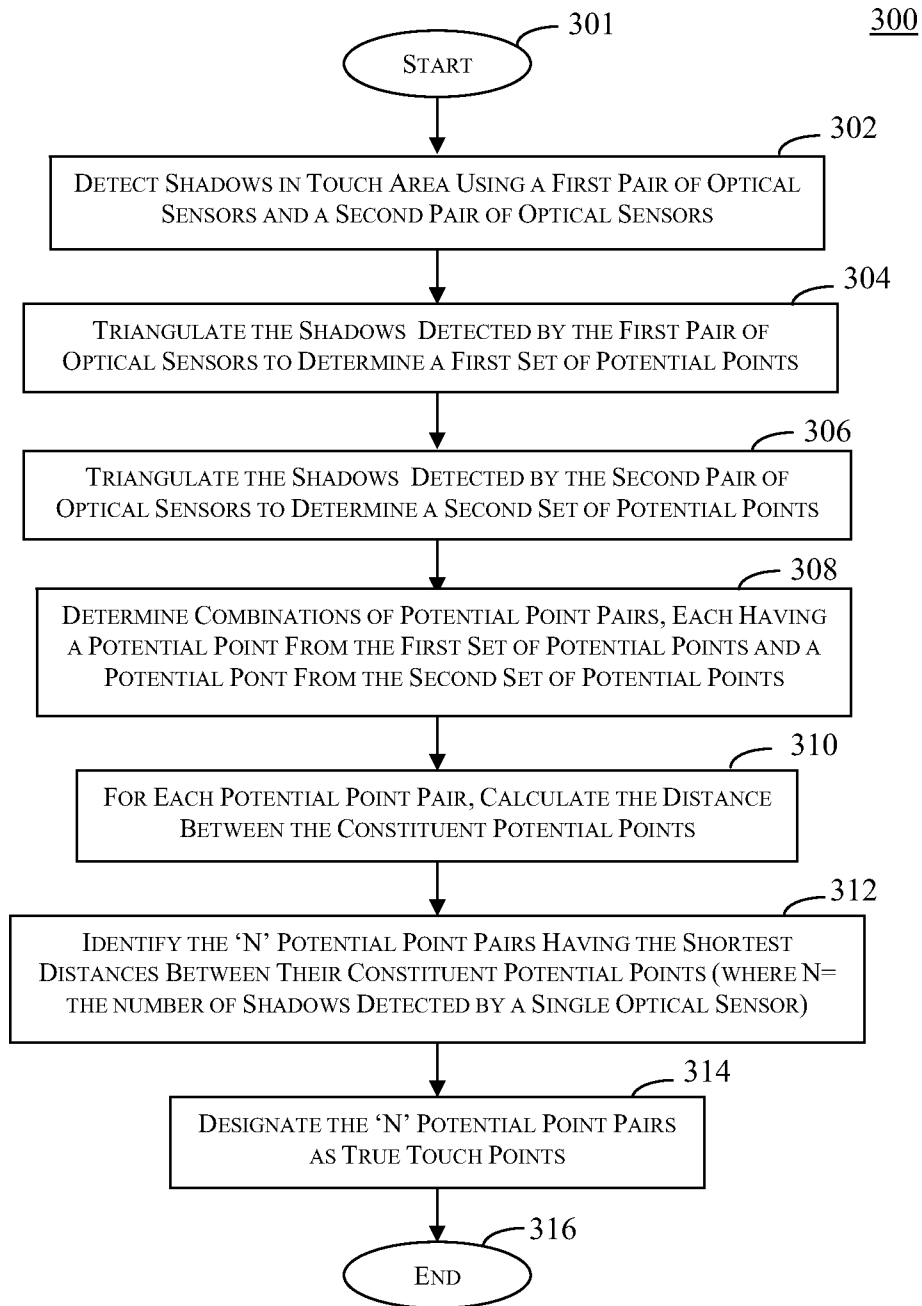 300
301
START
302
DETECT SHADOWS IN TOUCH AREA USING A FIRST PAIR OF OPTICAL
SENSORS AND A SECOND PAIR OF OPTICAL SENSORS
304
TRIANGULATE THE SHADOWS DETECTED BY THE FIRST PAIR OF
OPTICAL SENSORS TO DETERMINE A FIRST SET OF POTENTIAL POINTS
306
TRIANGULATE THE SHADOWS DETECTED BY THE SECOND PAIR OF
OPTICAL SENSORS TO DETERMINE A SECOND SET OF POTENTIAL POINTS
308
DETERMINE COMBINATIONS OF POTENTIAL POINT PAIRS, EACH HAVING
A POTENTIAL POINT FROM THE FIRST SET OF POTENTIAL POINTS AND A
POTENTIAL PONT FROM THE SECOND SET OF POTENTIAL POINTS
310
FOR EACH POTENTIAL POINT PAIR, CALCULATE THE DISTANCE
BETWEEN THE CONSTITUENT POTENTIAL POINTS
312
IDENTIFY THE ‘N’ POTENTIAL POINT PAIRS HAVING THE SHORTEST
DISTANCES BETWEEN THEIR CONSTITUENT POTENTIAL POINTS (WHERE N=
THE NUMBER OF SHADOWS DETECTED BY A SINGLE OPTICAL SENSOR)
314
DESIGNATE THE ‘N’ POTENTIAL POINT PAIRS
AS TRUE TOUCH POINTS
316
END